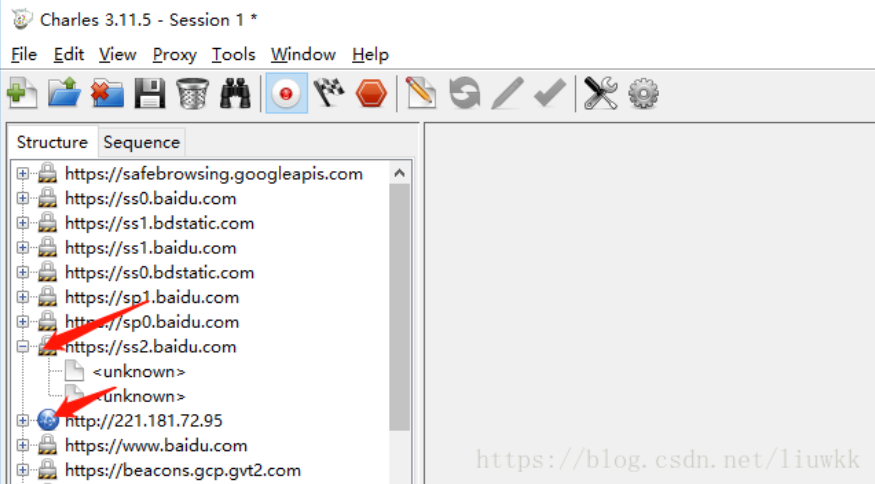 Charles 3.11.5 - Session 1 *
File Edit View Proxy Tools Window Help
Structure Sequence
https://safebrowsing.googleapis.com
https://ss0.baidu.com
https://ss1.bdstatic.com
https://ss1.baidu.com
https://ss0.bdstatic.com
https://sp1.baidu.com
https://sp0.baidu.com
https://ss2.baidu.com
<unknown>
<unknown>
http://221.181.72.95
https://www.baidu.com
https://beacons.gcp.gvt2.com
https://blog.csdn.net/liuwkk